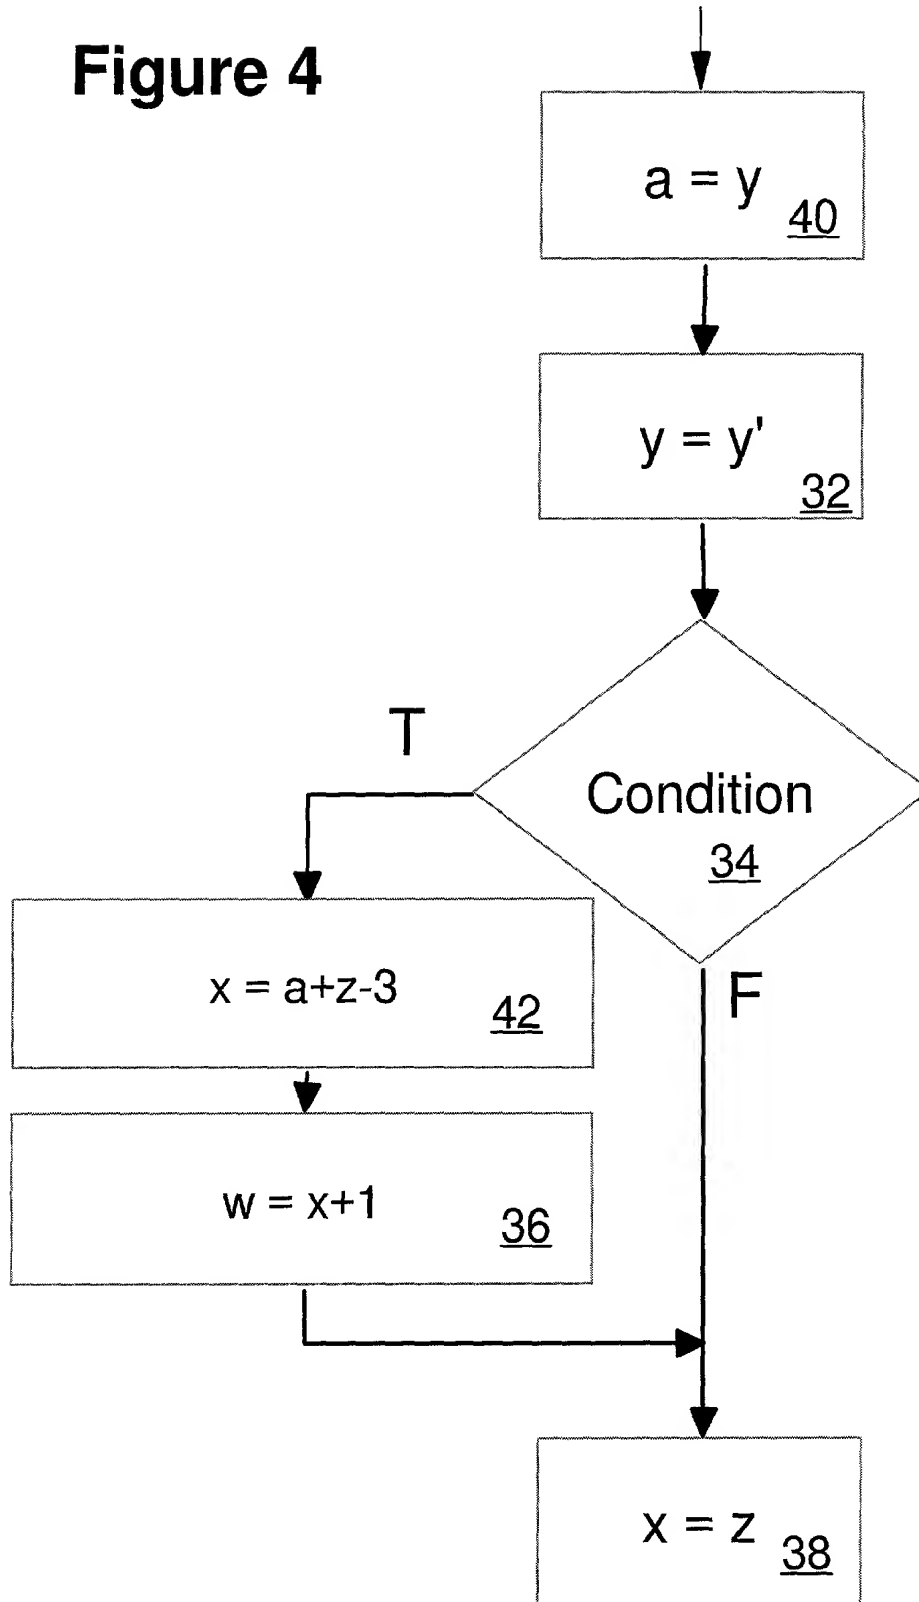 Figure 4
a = y
40
y = y'
32
T
Condition
34
F
x = a+z-3
42
w = x+1
36
x = z
38